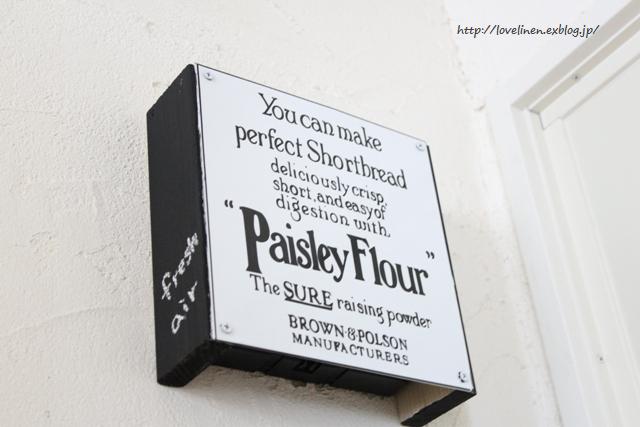 http://lovelinen.exblog.jp/
You can make
perfect Shortbread
deliciously crisp,
short, and easy of
digestion with
"Paisley Flour"
The SURE raising powder
BROWN & POLSON
MANUFACTURERS
fresh
air